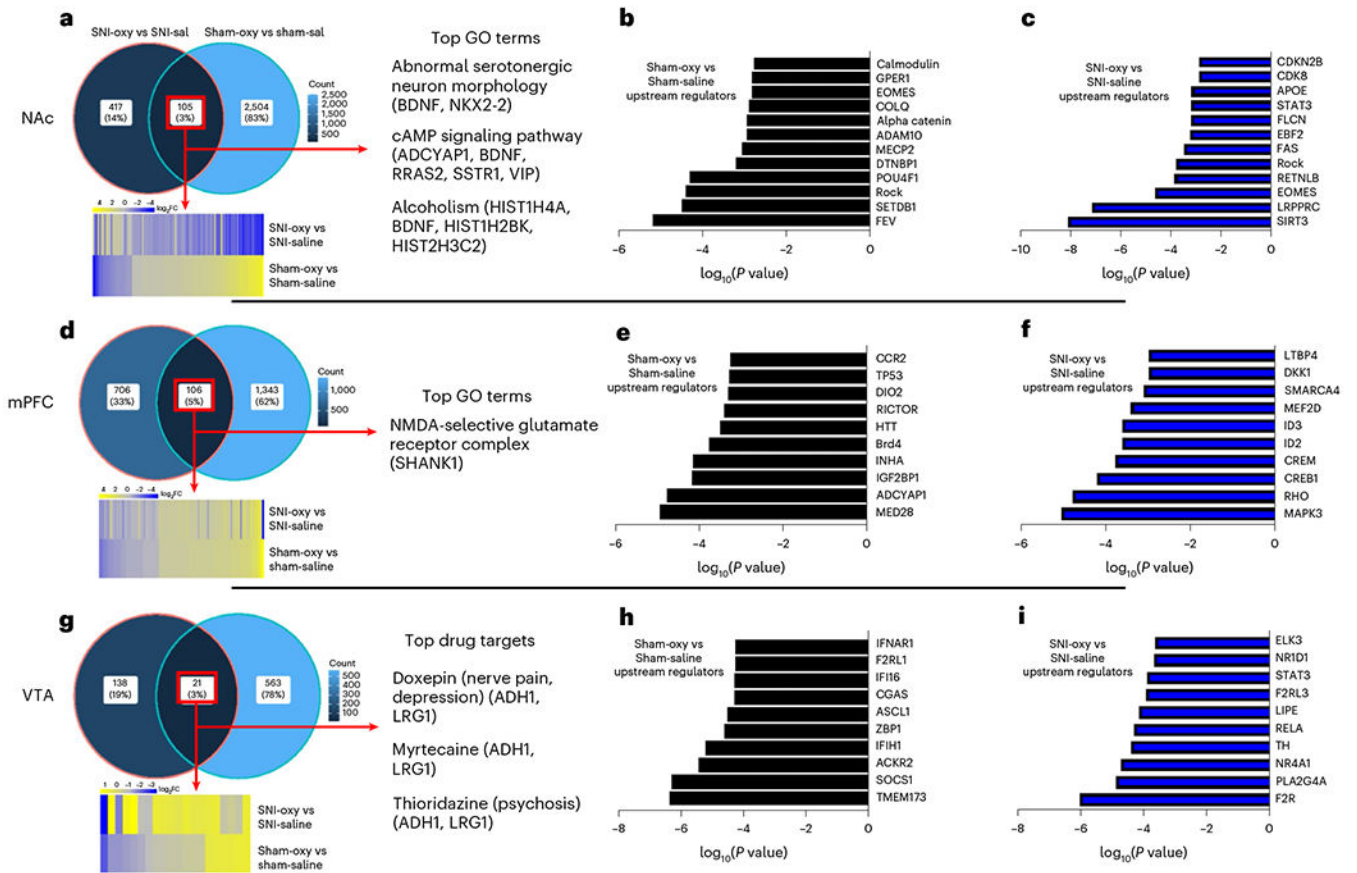 a
SNI-oxy vs SNI-sal
Sham-oxy vs sham-sal
NAc
417
(14%)
105
(3%)
2,504
(83%)
Count
2,500
2,000
1,500
1,000
500
4 2 0 -2 -4 log2FC
SNI-oxy vs
SNI-saline
Sham-oxy vs
Sham-saline
Top GO terms
Abnormal serotonergic
neuron morphology
(BDNF, NKX2-2)
cAMP signaling pathway
(ADCYAP1, BDNF,
RRAS2, SSTR1, VIP)
Alcoholism (HIST1H4A,
BDNF, HIST1H2BK,
HIST2H3C2)
b
Sham-oxy vs
Sham-saline
upstream regulators
Calmodulin
GPER1
EOMES
COLQ
Alpha catenin
ADAM10
MECP2
DTNBP1
POU4F1
Rock
SETDB1
FEV
-6 -4 -2 0
log10(P value)
c
SNI-oxy vs
SNI-saline
upstream regulators
CDKN2B
CDK8
APOE
STAT3
FLCN
EBF2
FAS
Rock
RETNLB
EOMES
LRPPRC
SIRT3
-10 -8 -6 -4 -2 0
log10(P value)
d
mPFC
706
(33%)
106
(5%)
1,343
(62%)
Count
1,000
500
4 2 0 -2 -4 log2FC
SNI-oxy vs
SNI-saline
Sham-oxy vs
sham-saline
Top GO terms
NMDA-selective glutamate
receptor complex
(SHANK1)
e
Sham-oxy vs
Sham-saline
upstream regulators
CCR2
TP53
DIO2
RICTOR
HTT
Brd4
INHA
IGF2BP1
ADCYAP1
MED28
-6 -4 -2 0
log10(P value)
f
SNI-oxy vs
SNI-saline
upstream regulators
LTBP4
DKK1
SMARCA4
MEF2D
ID3
ID2
CREM
CREB1
RHO
MAPK3
-6 -4 -2 0
log10(P value)
g
VTA
138
(19%)
21
(3%)
563
(78%)
Count
500
400
300
200
100
1 0 -1 -2 -3 log2FC
SNI-oxy vs
SNI-saline
Sham-oxy vs
sham-saline
Top drug targets
Doxepin (nerve pain,
depression) (ADH1,
LRG1)
Myrtecaine (ADH1,
LRG1)
Thioridazine (psychosis)
(ADH1, LRG1)
h
Sham-oxy vs
Sham-saline
upstream regulators
IFNAR1
F2RL1
IFI16
CGAS
ASCL1
ZBP1
IFIH1
ACKR2
SOCS1
TMEM173
-8 -6 -4 -2 0
log10(P value)
i
SNI-oxy vs
SNI-saline
upstream regulators
ELK3
NR1D1
STAT3
F2RL3
LIPE
RELA
TH
NR4A1
PLA2G4A
F2R
-8 -6 -4 -2 0
log10(P value)